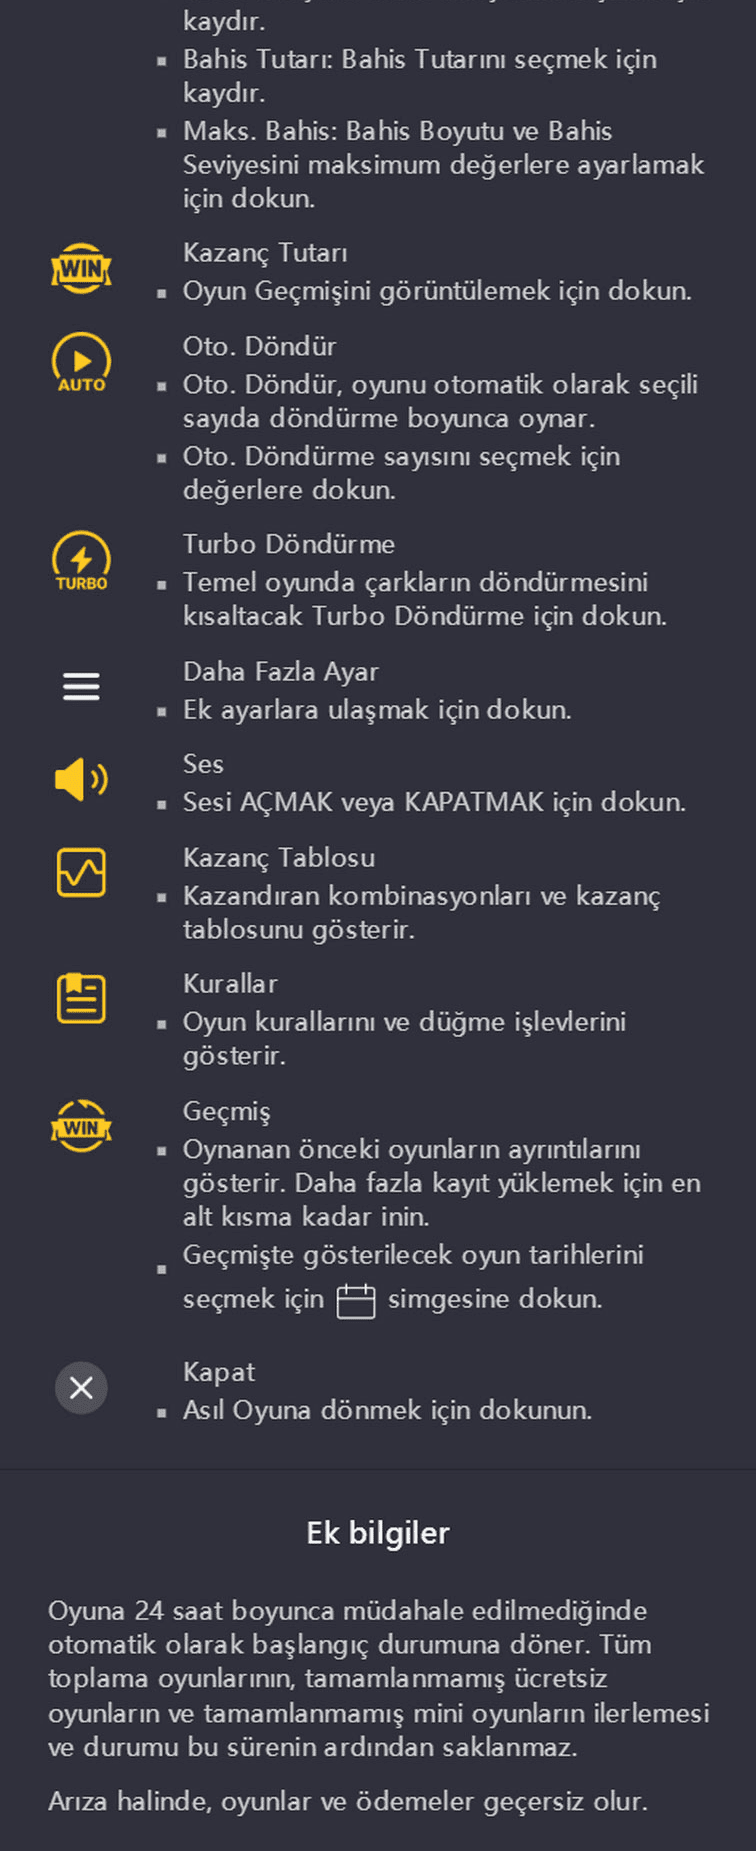 kaydır.
▪ Bahis Tutarı: Bahis Tutarını seçmek için
kaydır.
▪ Maks. Bahis: Bahis Boyutu ve Bahis
Seviyesini maksimum değerlere ayarlamak
için dokun.
WIN
Kazanç Tutarı
▪ Oyun Geçmişini görüntülemek için dokun.
AUTO
Oto. Döndür
▪ Oto. Döndür, oyunu otomatik olarak seçili
sayıda döndürme boyunca oynar.
▪ Oto. Döndürme sayısını seçmek için
değerlere dokun.
TURBO
Turbo Döndürme
▪ Temel oyunda çarkların döndürmesini
kısaltacak Turbo Döndürme için dokun.
Daha Fazla Ayar
▪ Ek ayarlara ulaşmak için dokun.
Ses
▪ Sesi AÇMAK veya KAPATMAK için dokun.
Kazanç Tablosu
▪ Kazandıran kombinasyonları ve kazanç
tablosunu gösterir.
Kurallar
▪ Oyun kurallarını ve düğme işlevlerini
gösterir.
WIN
Geçmiş
▪ Oynanan önceki oyunların ayrıntılarını
gösterir. Daha fazla kayıt yüklemek için en
alt kısma kadar inin.
▪ Geçmişte gösterilecek oyun tarihlerini
seçmek için simgesine dokun.
Kapat
▪ Asıl Oyuna dönmek için dokunun.
Ek bilgiler
Oyuna 24 saat boyunca müdahale edilmediğinde
otomatik olarak başlangıç durumuna döner. Tüm
toplama oyunlarının, tamamlanmamış ücretsiz
oyunların ve tamamlanmamış mini oyunların ilerlemesi
ve durumu bu sürenin ardından saklanmaz.
Arıza halinde, oyunlar ve ödemeler geçersiz olur.